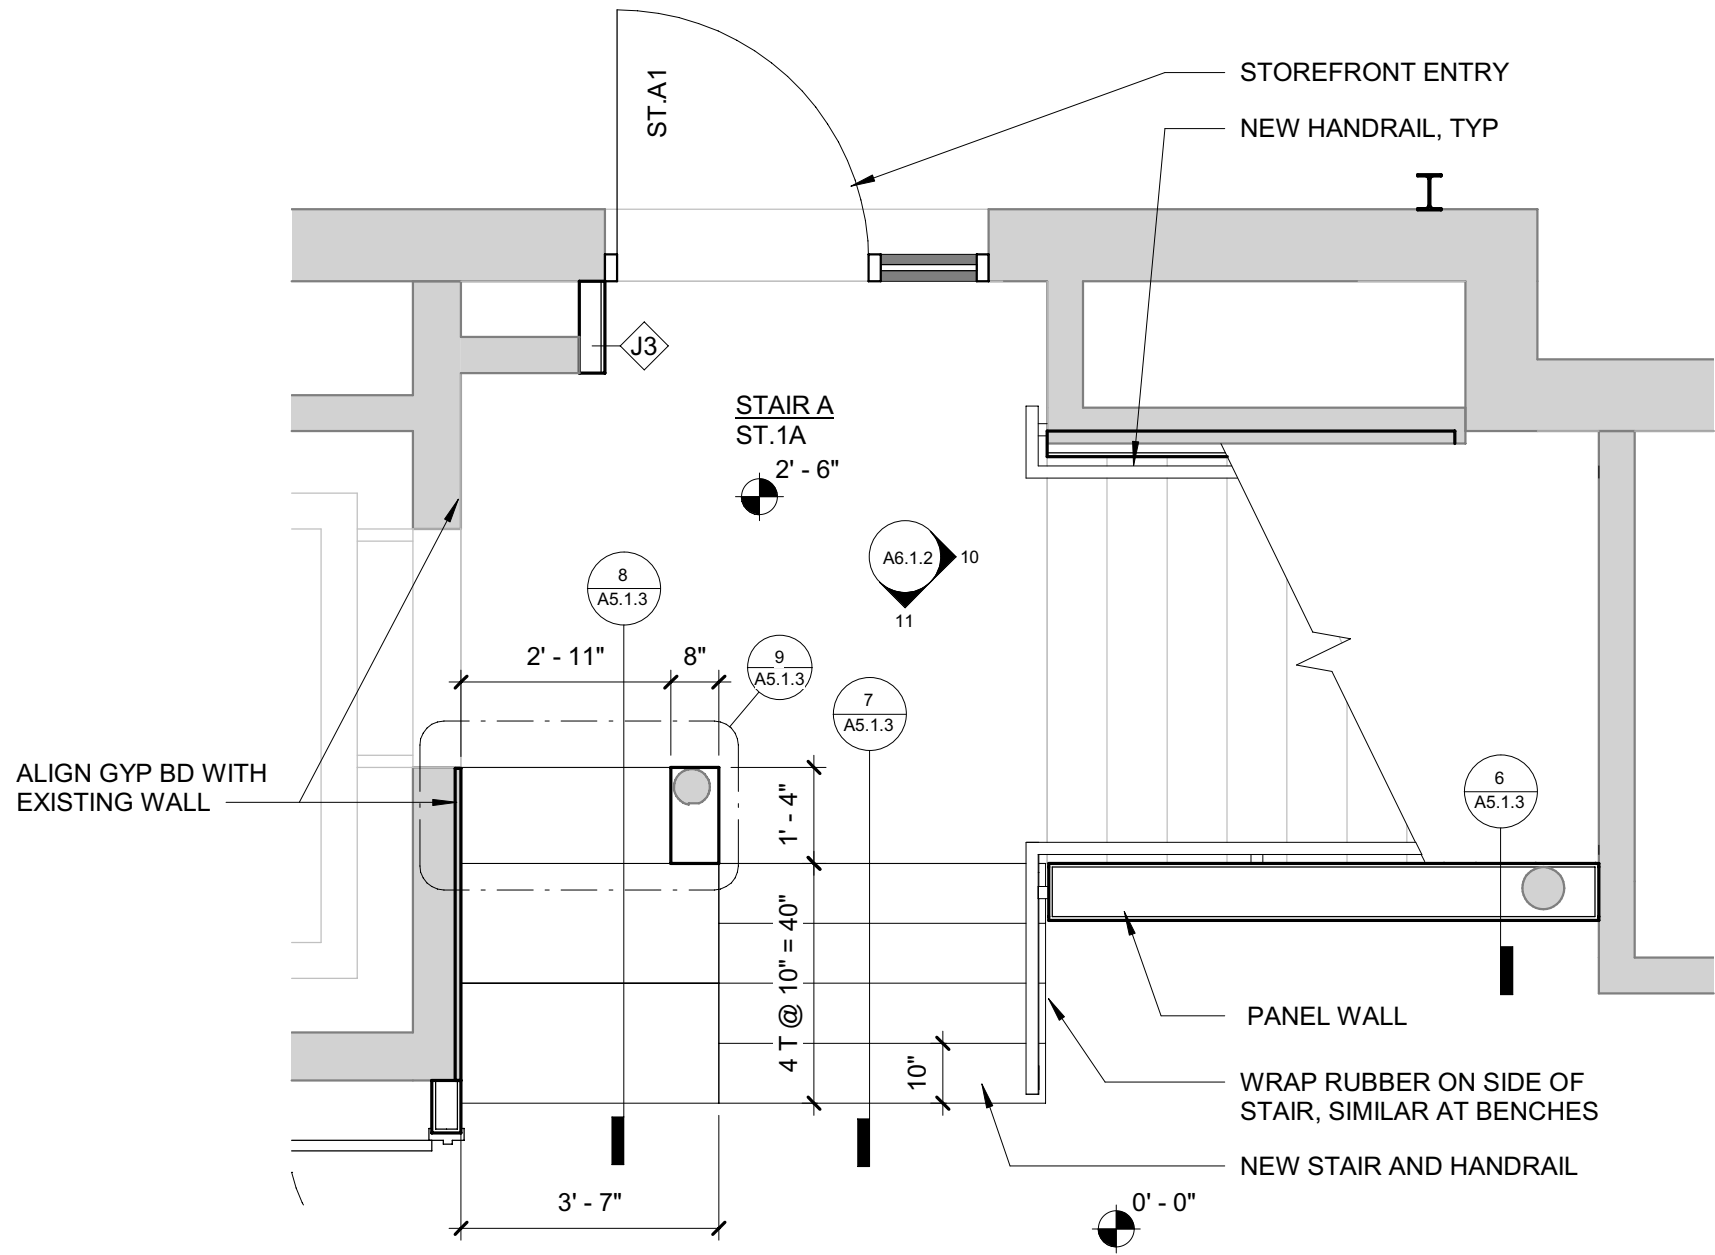 ST.A1
STOREFRONT ENTRY
NEW HANDRAIL, TYP
J3
STAIR A
ST.1A
2' - 6"
A6.1.2
10
11
8
A5.1.3
2' - 11"
8"
9
A5.1.3
7
A5.1.3
6
A5.1.3
ALIGN GYP BD WITH
EXISTING WALL
1' - 4"
4 T @ 10" = 40"
10"
PANEL WALL
WRAP RUBBER ON SIDE OF
STAIR, SIMILAR AT BENCHES
NEW STAIR AND HANDRAIL
3' - 7"
0' - 0"